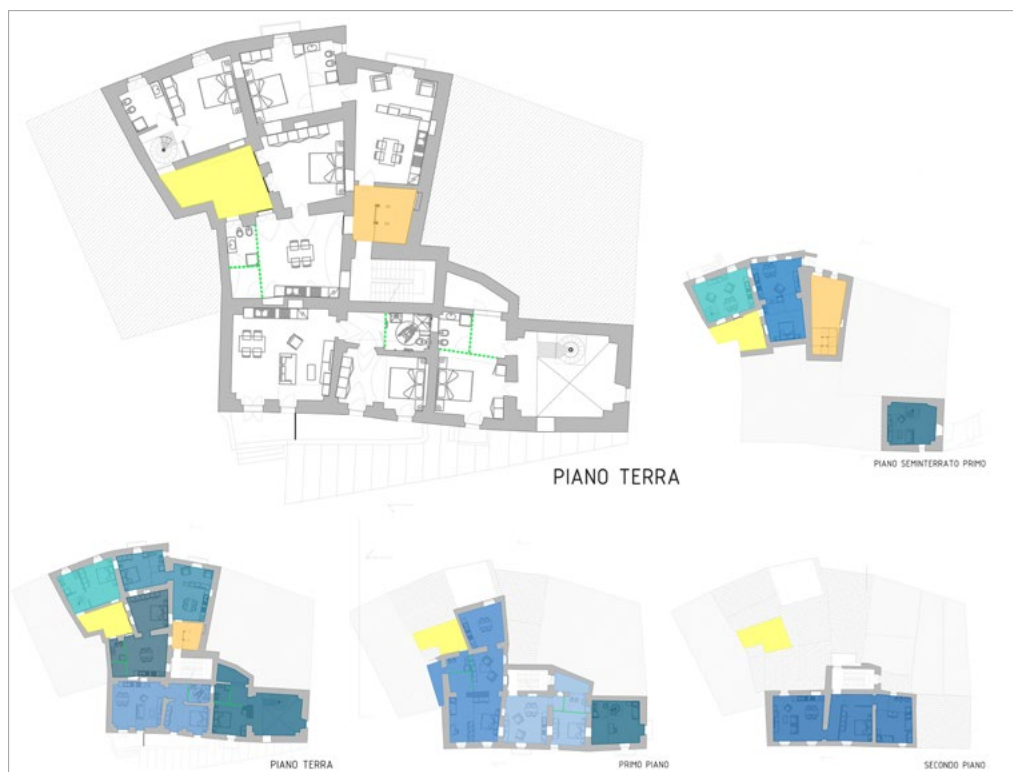 PIANO TERRA
PIANO SEMINTERRATO PRIMO
PIANO TERRA
PRIMO PIANO
SECONDO PIANO